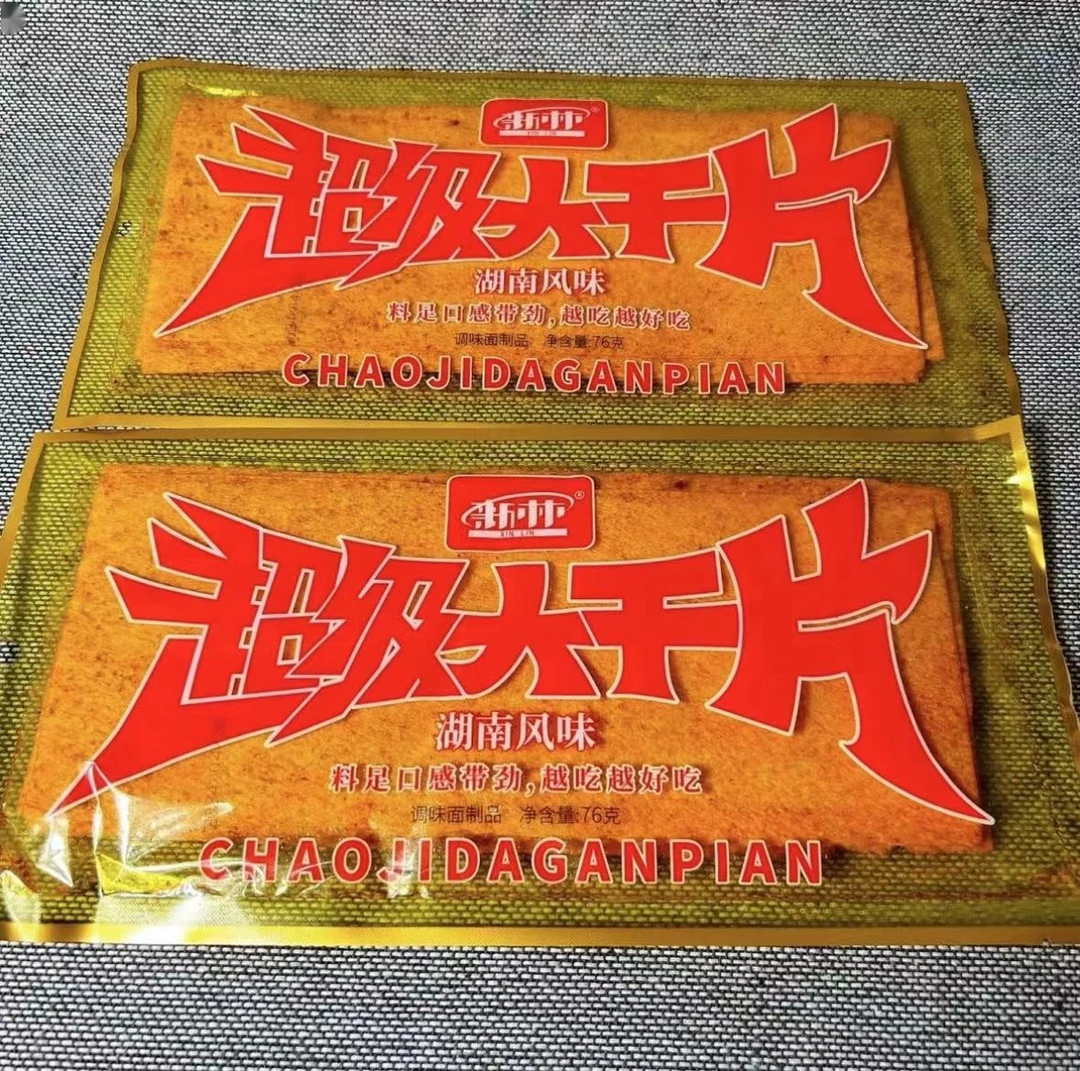 新林®
XIN LIN
超级大干片
湖南风味
料足口感带劲,越吃越好吃
调味面制品 净含量:76克
CHAOJIDAGANPIAN
新林®
XIN LIN
超级大干片
湖南风味
料足口感带劲,越吃越好吃
调味面制品 净含量:76克
CHAOJIDAGANPIAN